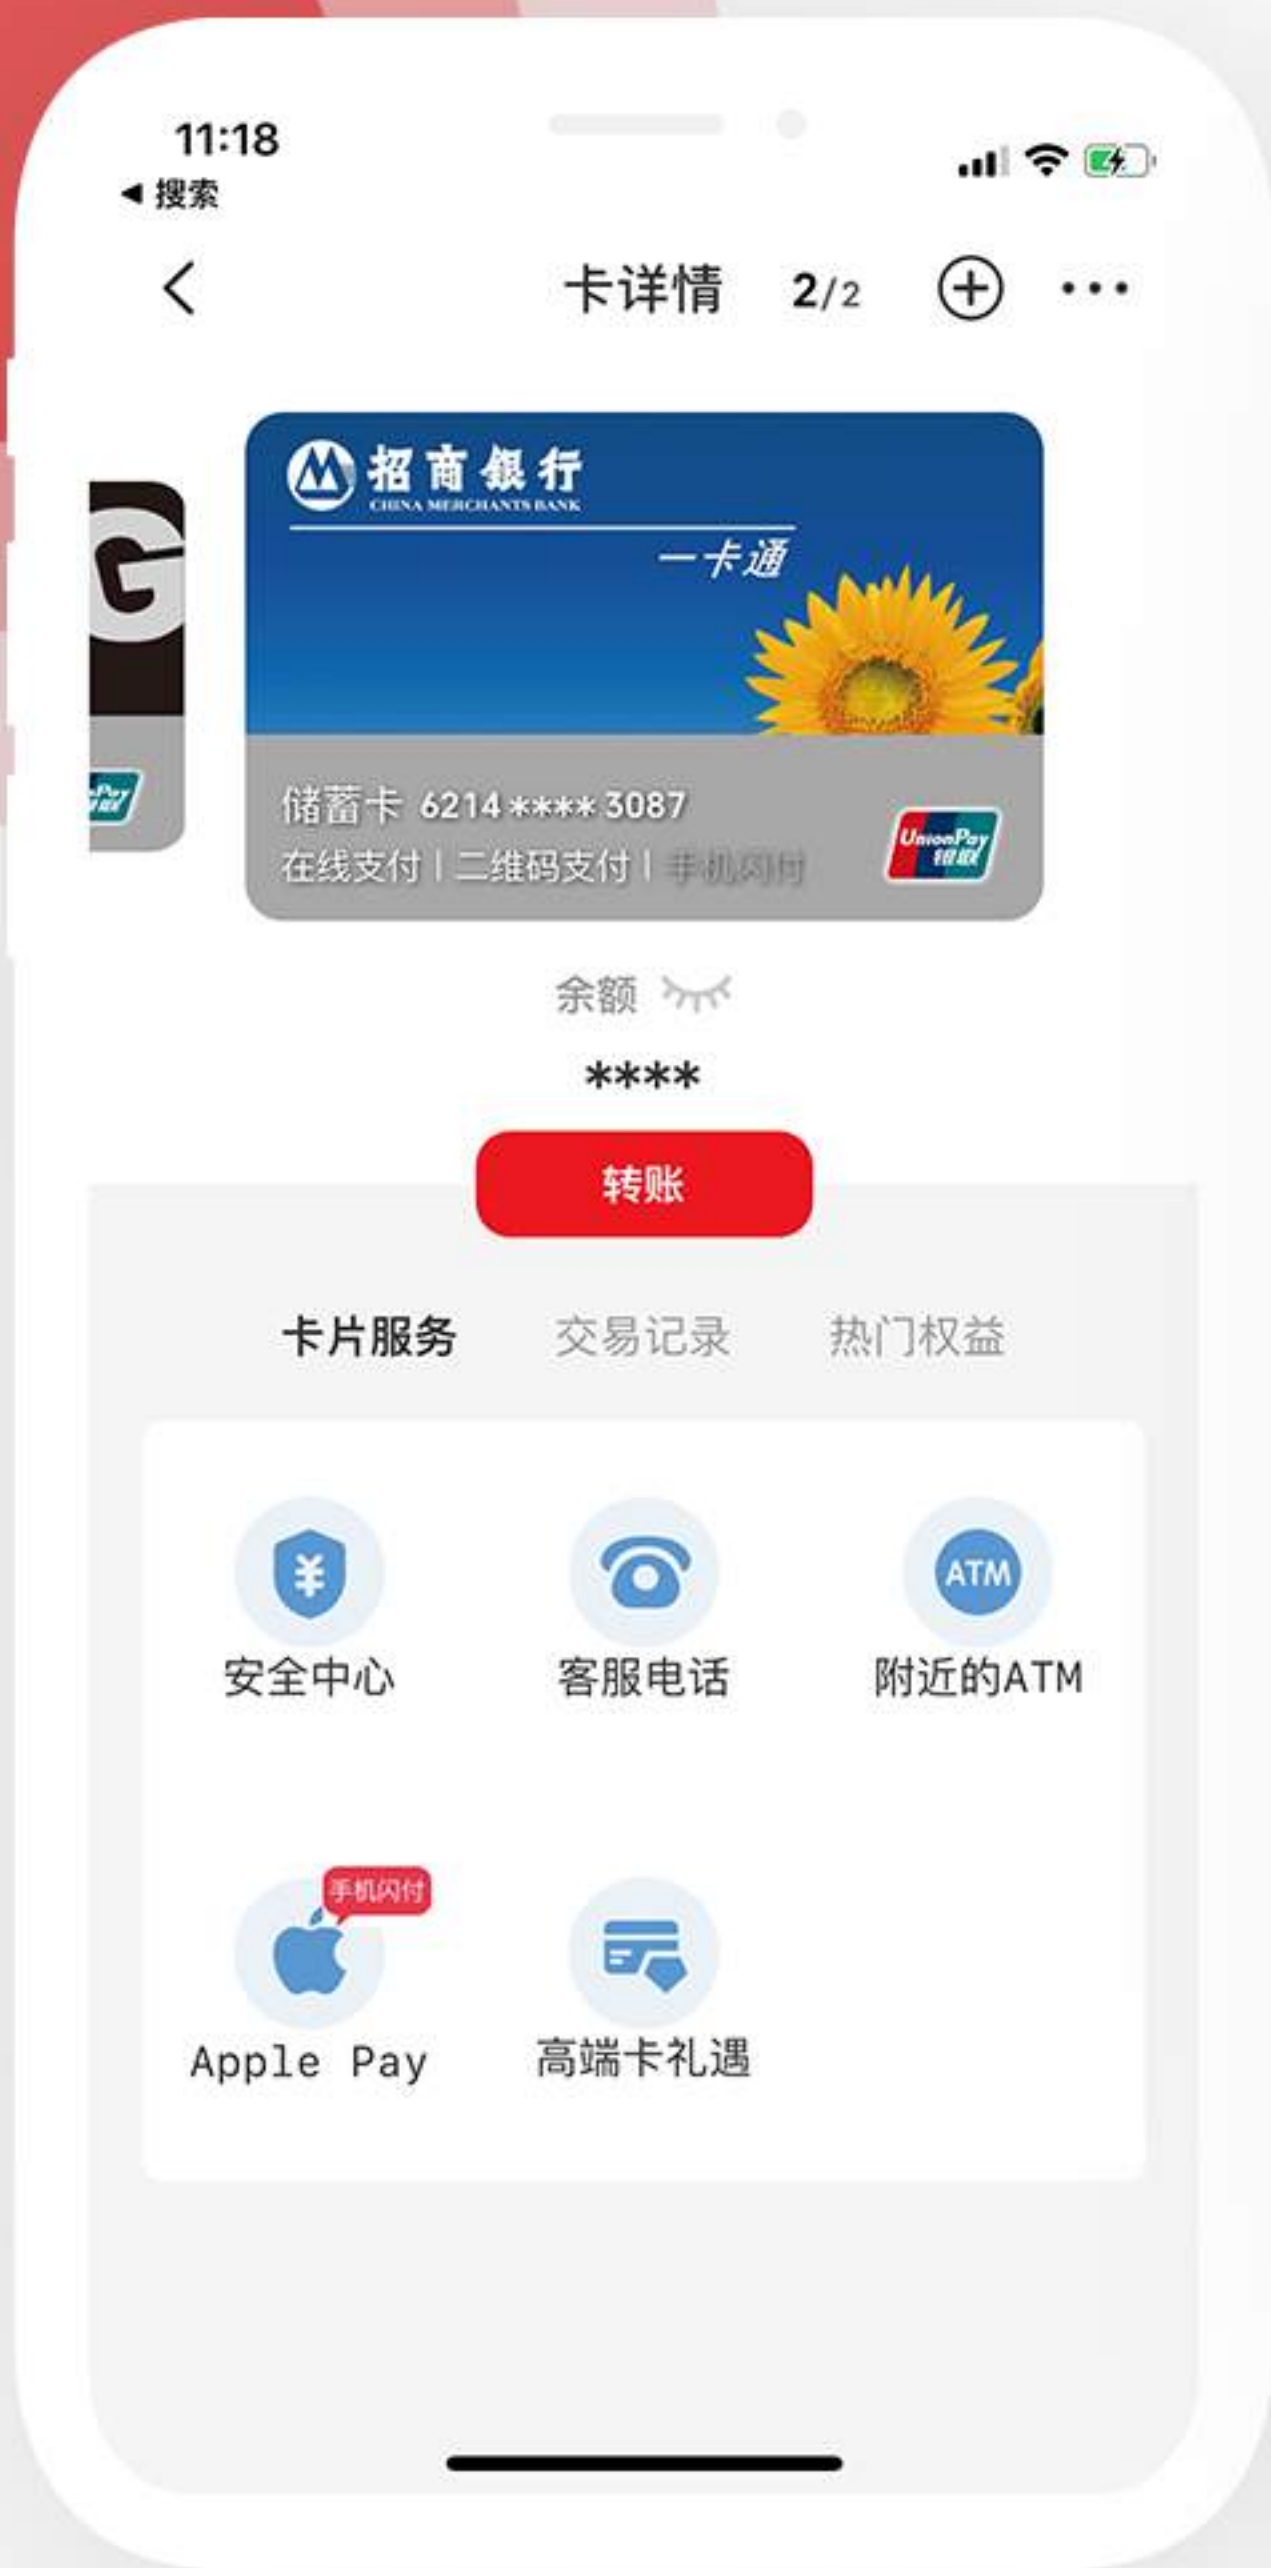 11:18
搜索
卡详情 2/2
招商銀行
CHINA MERCHANTS BANK
一卡通
G
储蓄卡 6214 **** 3087
在线支付 | 二维码支付 | 手机闪付
UnionPay
银联
nPay
余额
****
转账
卡片服务 交易记录 热门权益
¥ ATM
安全中心 客服电话 附近的ATM
手机闪付
Apple Pay 高端卡礼遇